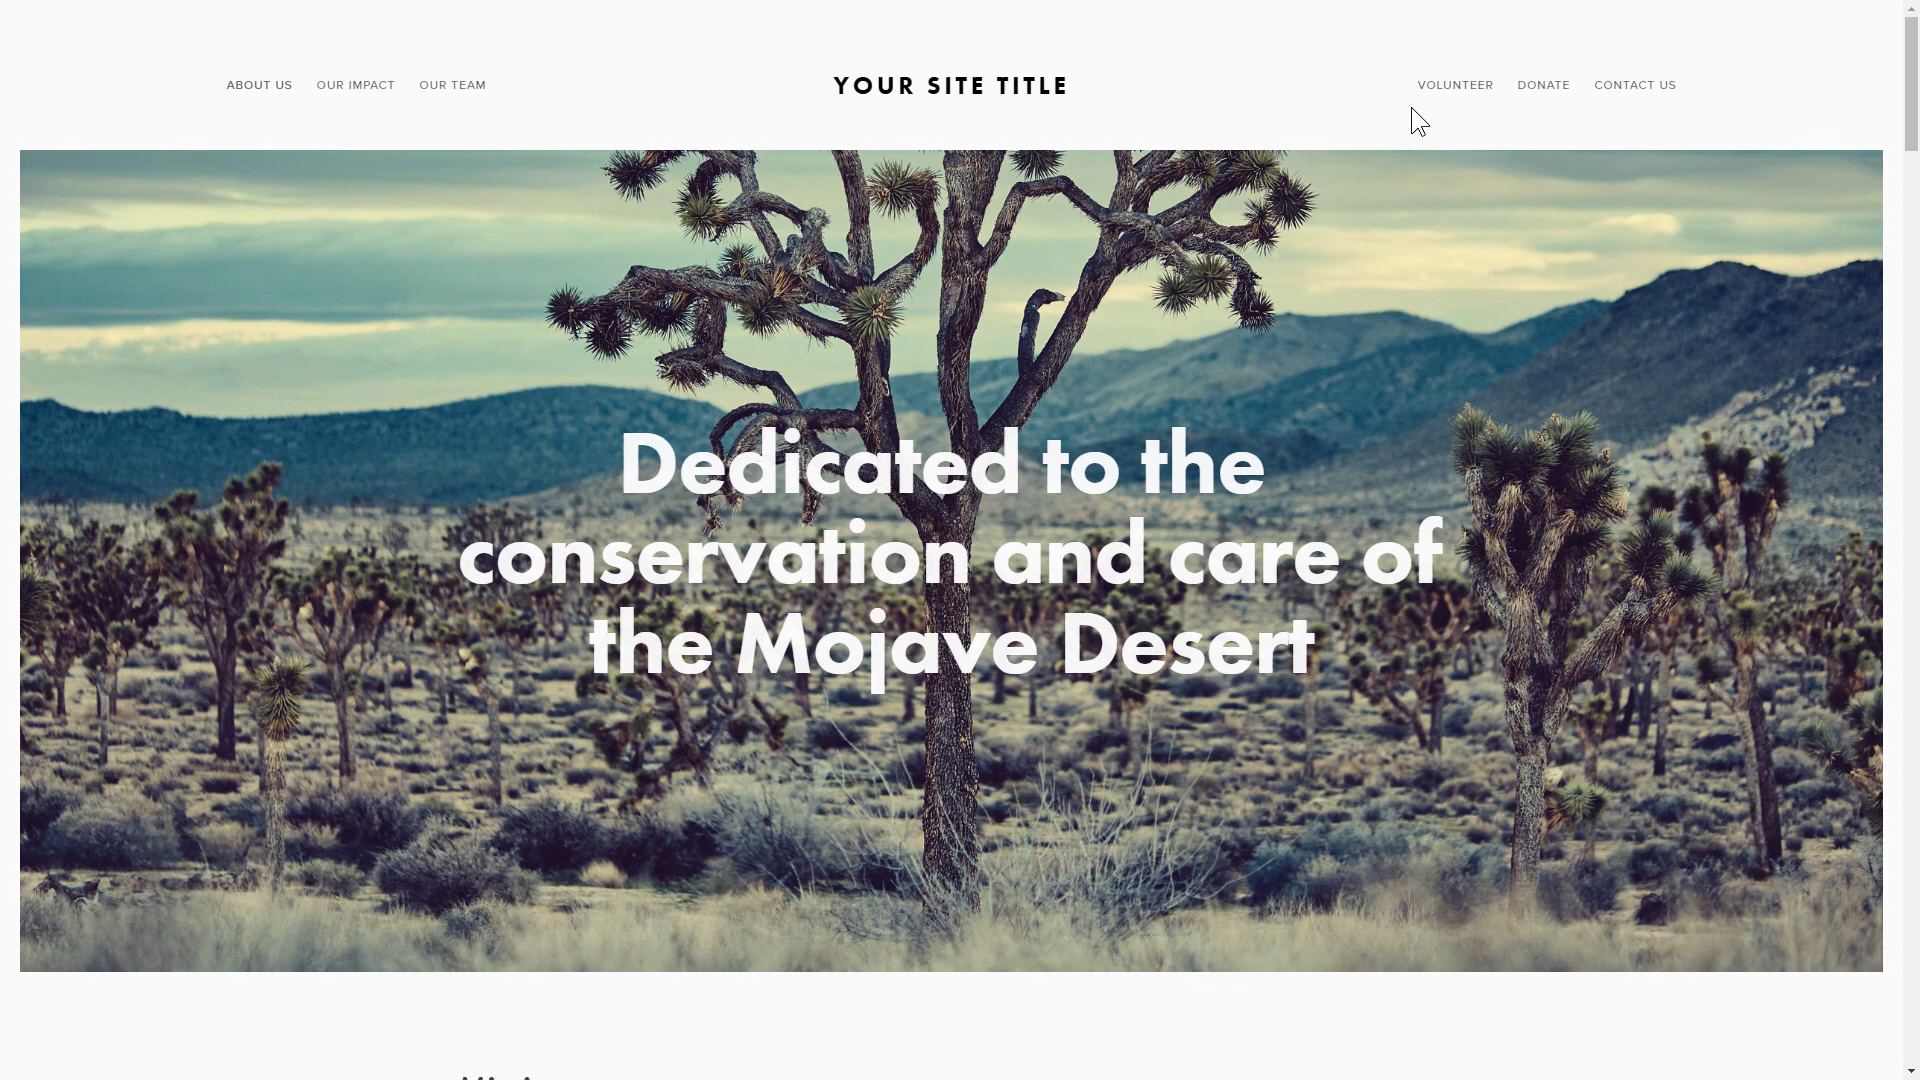 ABOUT US OUR IMPACT OUR TEAM YOUR SITE TITLE VOLUNTEER DONATE CONTACT US
Dedicated to the
conservation and care of
the Mojave Desert